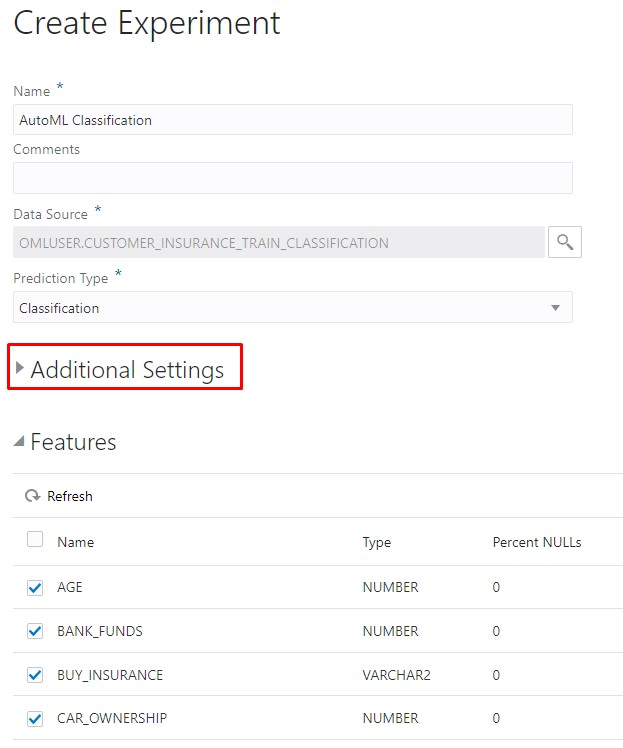 Create Experiment
Name *
AutoML Classification
Comments
Data Source *
OMLUSER.CUSTOMER_INSURANCE_TRAIN_CLASSIFICATION
Prediction Type *
Classification
Additional Settings
Features
Refresh
Name Type Percent NULLs
AGE NUMBER 0
BANK_FUNDS NUMBER 0
BUY_INSURANCE VARCHAR2 0
CAR_OWNERSHIP NUMBER 0